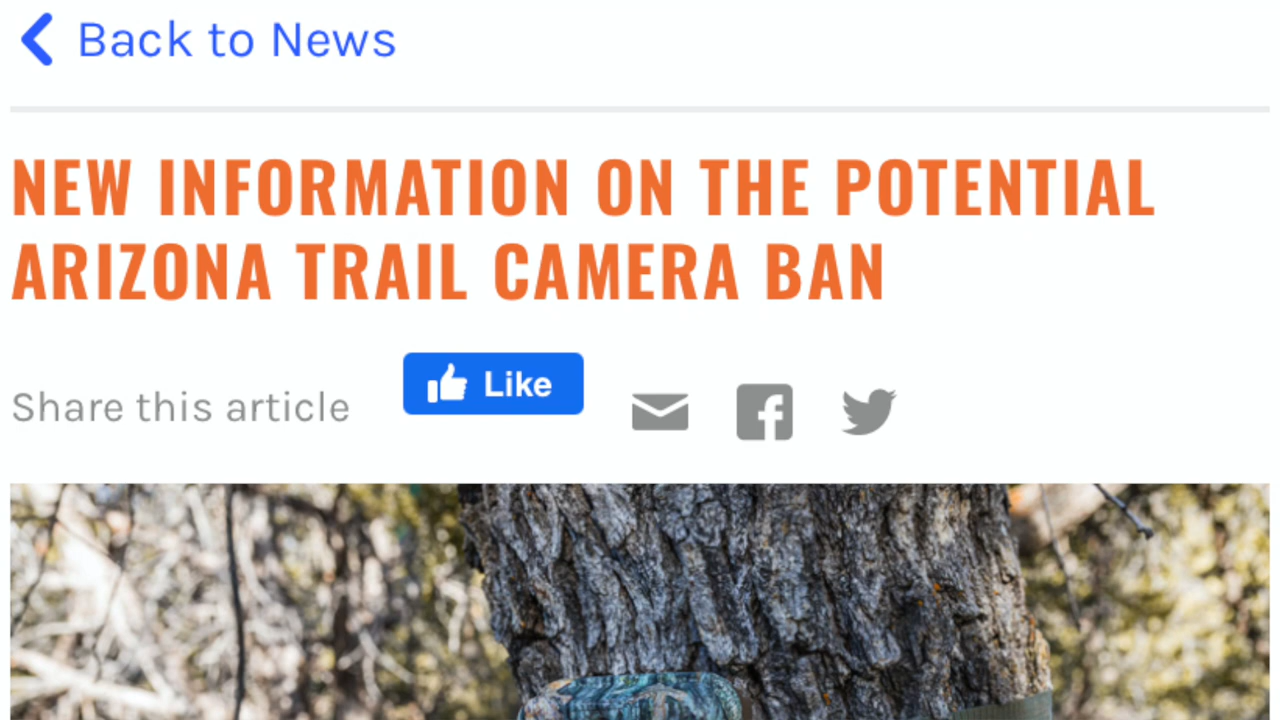 Back to News
NEW INFORMATION ON THE POTENTIAL
ARIZONA TRAIL CAMERA BAN
Share this article
Like